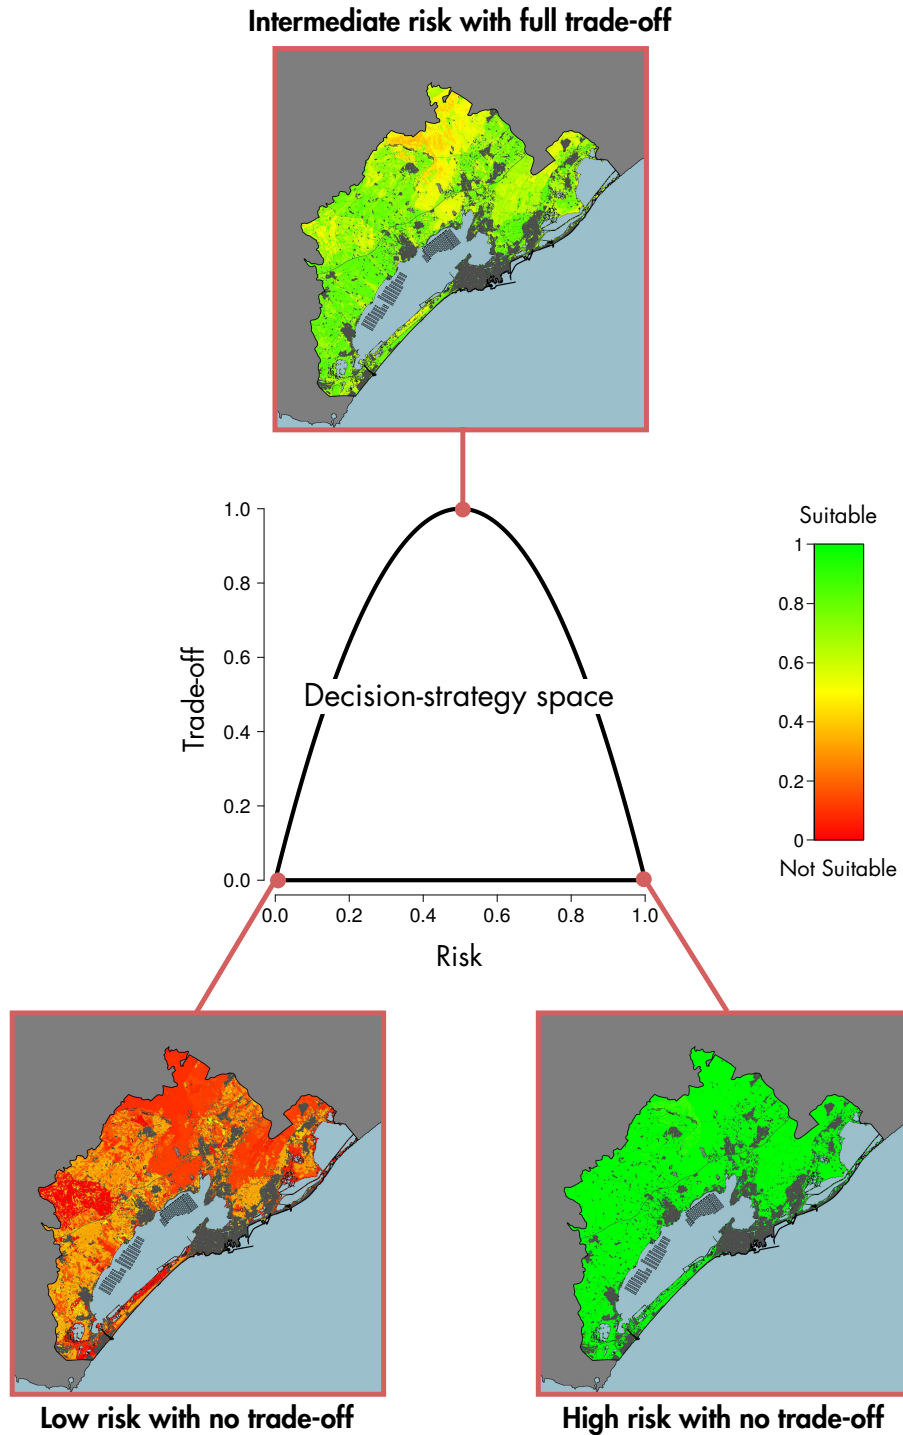 Intermediate risk with full trade-off
1.0
0.8
0.6
0.4
0.2
0.0
Trade-off
Decision-strategy space
0.0 0.2 0.4 0.6 0.8 1.0
Risk
Suitable
1
0.8
0.6
0.4
0.2
0
Not Suitable
Low risk with no trade-off
High risk with no trade-off